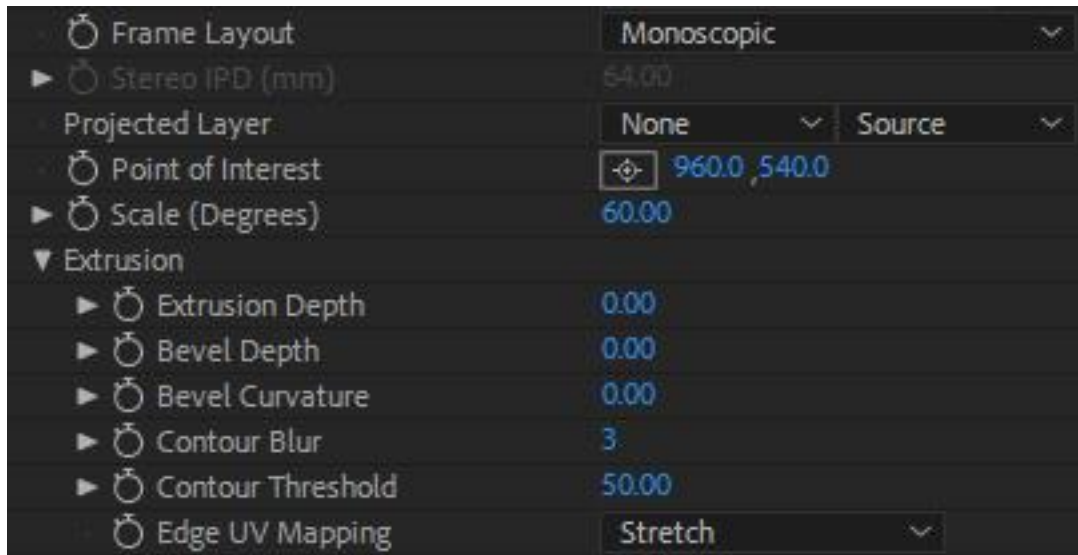 Frame Layout Monoscopic
Stereo IPD (mm) 64.00
Projected Layer None Source
Point of Interest 960.0 ,540.0
Scale (Degrees) 60.00
Extrusion
Extrusion Depth 0.00
Bevel Depth 0.00
Bevel Curvature 0.00
Contour Blur 3
Contour Threshold 50.00
Edge UV Mapping Stretch